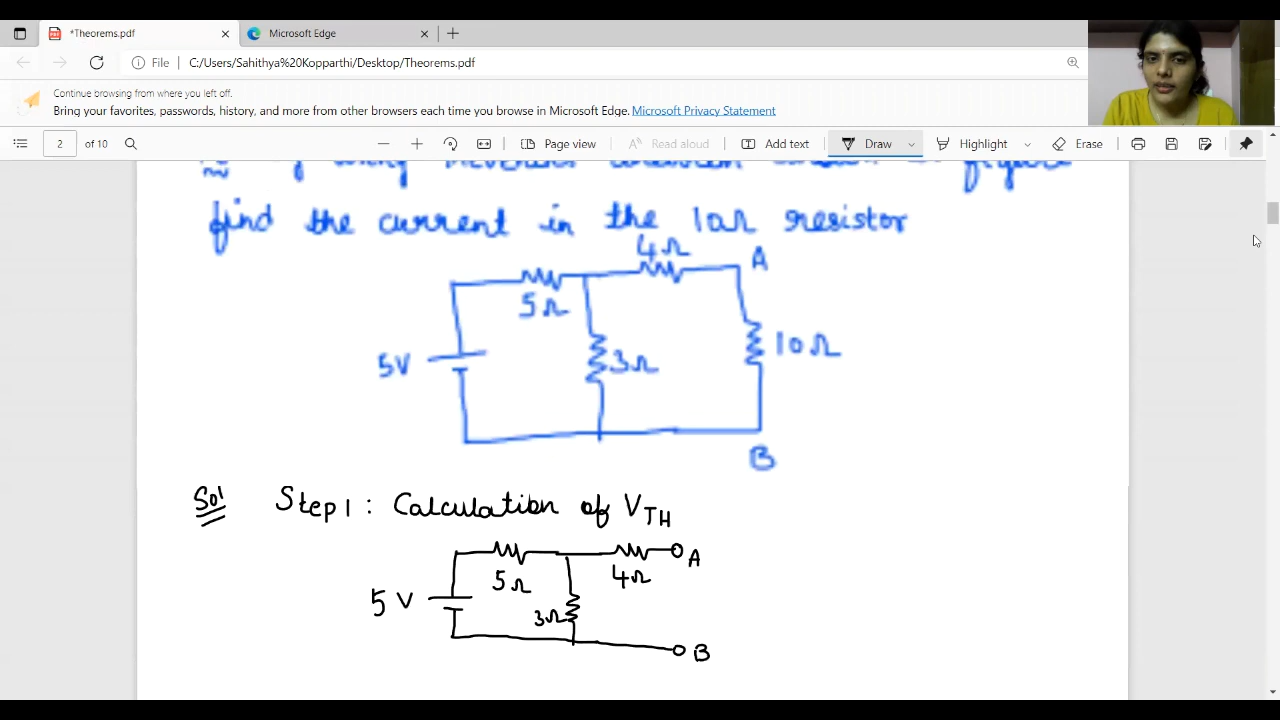 *Theorems.pdf
Microsoft Edge
File
C:/Users/Sahithya%20Kopparthi/Desktop/Theorems.pdf
Continue browsing from where you left off.
Bring your favorites, passwords, history, and more from other browsers each time you browse in Microsoft Edge. Microsoft Privacy Statement
2 of 10
Page view
Read aloud
Add text
Draw
Highlight
Erase
figure
find the current in the 10Ω resistor
4Ω
A
5Ω
5V
3Ω
10Ω
B
Sol Step1: Calculation of VTH
A
5Ω
4Ω
5V
3Ω
B